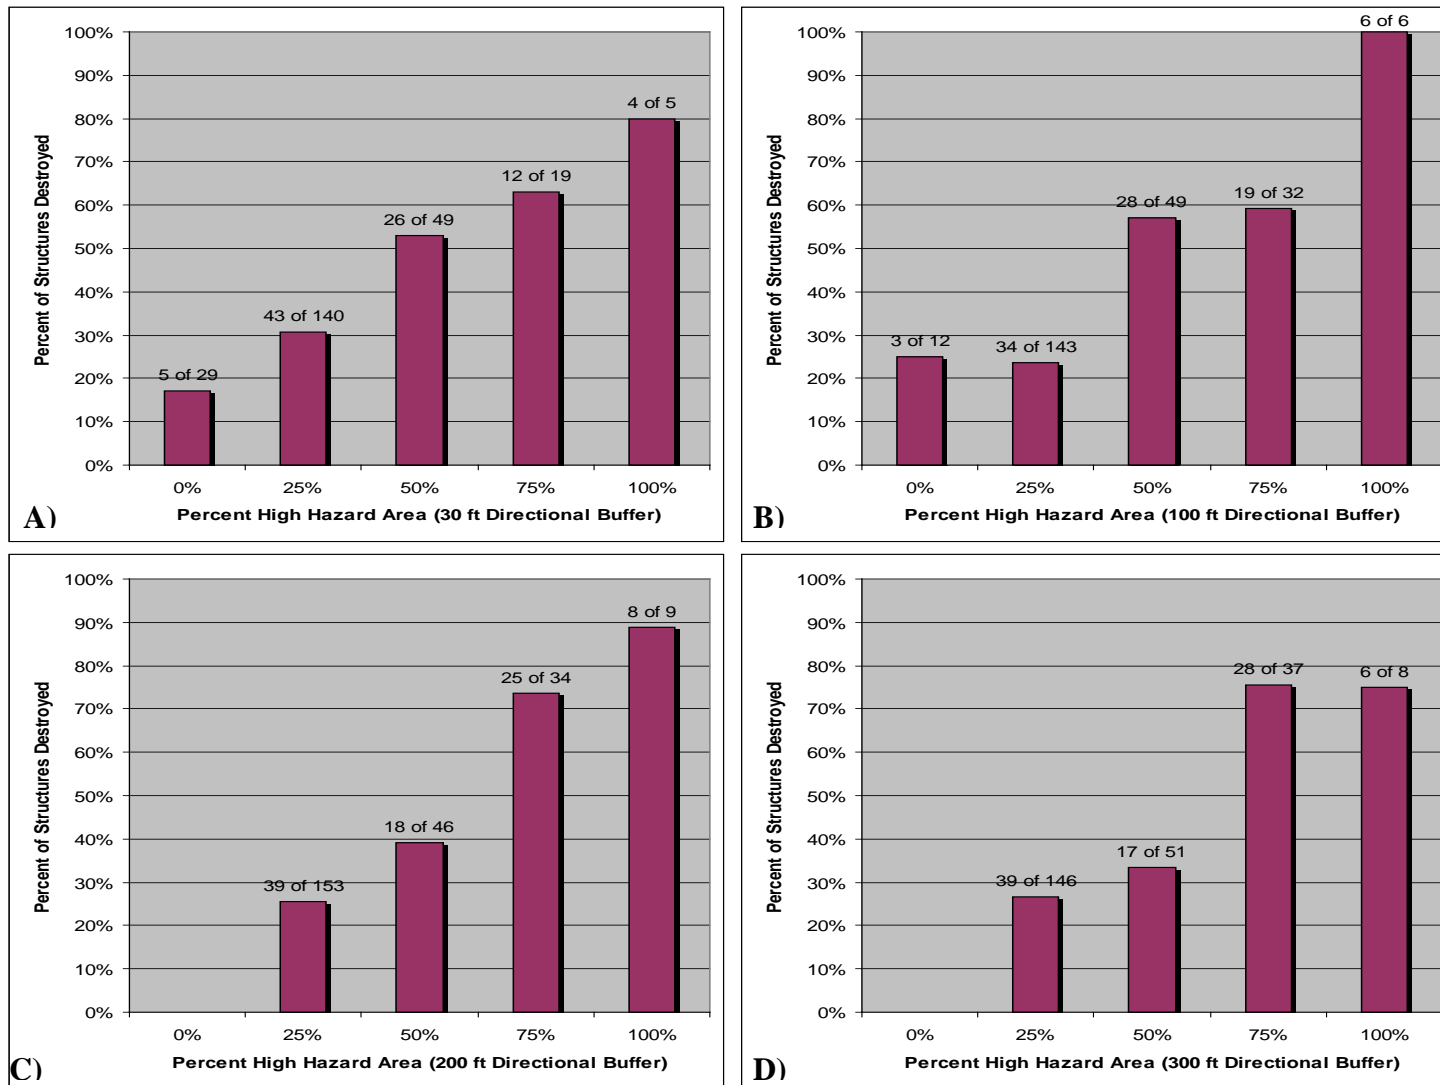 100%
90%
80%
70%
60%
50%
40%
30%
20%
10%
0%
Percent of Structures Destroyed
5 of 29
43 of 140
26 of 49
12 of 19
4 of 5
0% 25% 50% 75% 100%
Percent High Hazard Area (30 ft Directional Buffer)
A)
100%
90%
80%
70%
60%
50%
40%
30%
20%
10%
0%
Percent of Structures Destroyed
3 of 12
34 of 143
28 of 49
19 of 32
6 of 6
0% 25% 50% 75% 100%
Percent High Hazard Area (100 ft Directional Buffer)
B)
100%
90%
80%
70%
60%
50%
40%
30%
20%
10%
0%
Percent of Structures Destroyed
39 of 153
18 of 46
25 of 34
8 of 9
0% 25% 50% 75% 100%
Percent High Hazard Area (200 ft Directional Buffer)
C)
100%
90%
80%
70%
60%
50%
40%
30%
20%
10%
0%
Percent of Structures Destroyed
39 of 146
17 of 51
28 of 37
6 of 8
0% 25% 50% 75% 100%
Percent High Hazard Area (300 ft Directional Buffer)
D)